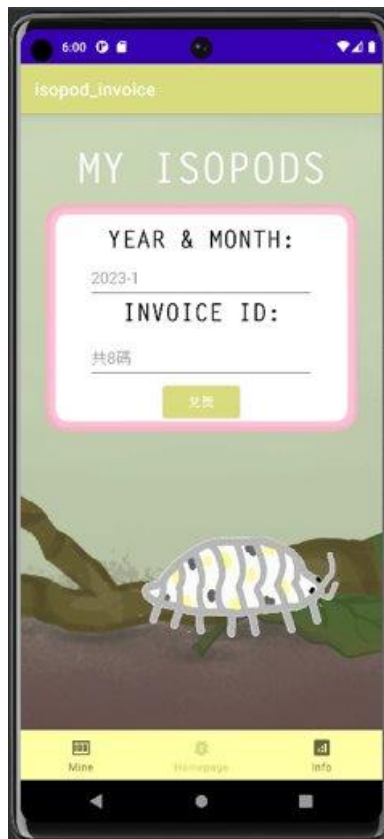 6:00
isopod_invoice
MY ISOPODS
YEAR & MONTH:
2023-1
INVOICE ID:
共8碼
兌獎
Mine
Homepage
Info